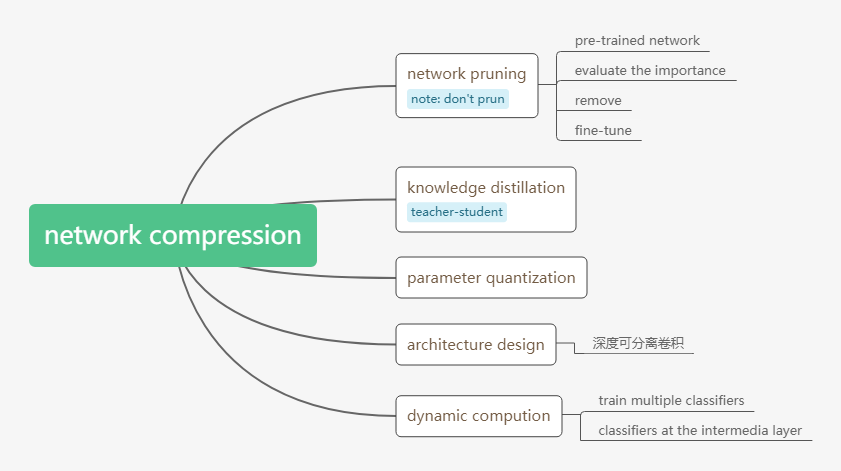 network compression
network pruning
note: don't prun
pre-trained network
evaluate the importance
remove
fine-tune
knowledge distillation
teacher-student
parameter quantization
architecture design
深度可分离卷积
dynamic compution
train multiple classifiers
classifiers at the intermedia layer